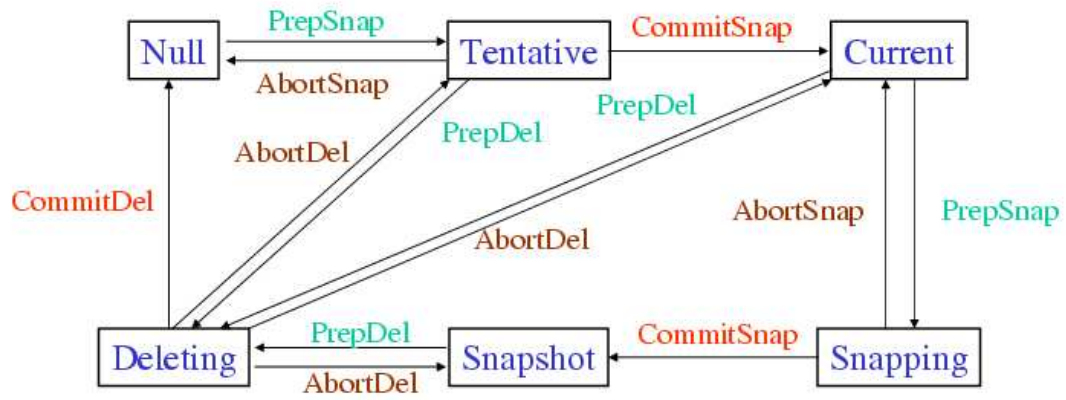 Null
PrepSnap
Tentative
CommitSnap
Current
AbortSnap
PrepDel
PrepDel
AbortDel
CommitDel
AbortSnap
PrepSnap
AbortDel
Deleting
PrepDel
Snapshot
CommitSnap
Snapping
AbortDel